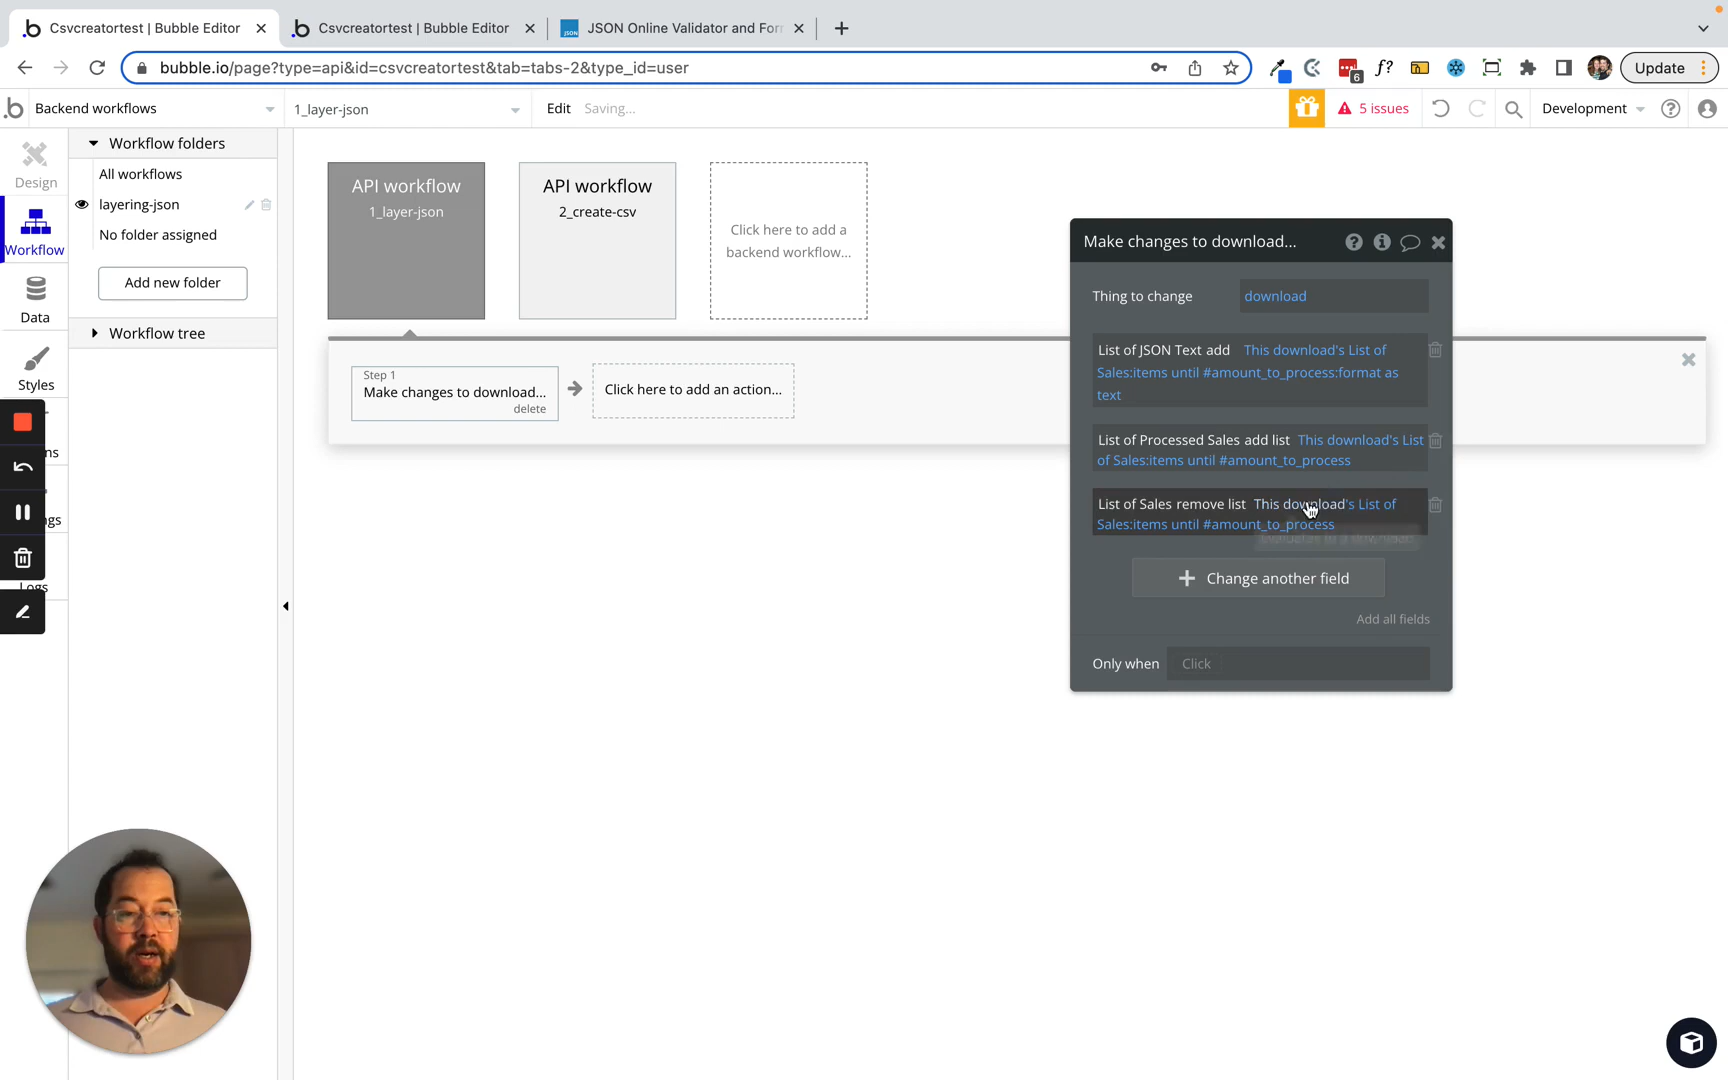 Csvcreatortest | Bubble Editor
Csvcreatortest | Bubble Editor
JSON Online Validator and For
bubble.io/page?type=api&id=csvcreatortest&tab=tabs-2&type_id=user
6
Update
Backend workflows
1_layer-json
Edit
Saving...
5 issues
Development
Workflow folders
All workflows
layering-json
No folder assigned
Add new folder
Workflow tree
Design
Workflow
Data
Styles
Logs
API workflow
1_layer-json
API workflow
2_create-csv
Click here to add a
backend workflow...
Step 1
Make changes to download...
delete
Click here to add an action...
Make changes to download...
Thing to change
download
List of JSON Text add This download's List of
Sales:items until #amount_to_process:format as
text
List of Processed Sales add list This download's List
of Sales:items until #amount_to_process
List of Sales remove list This download's List of
Sales:items until #amount_to_process
Change another field
Add all fields
Only when
Click